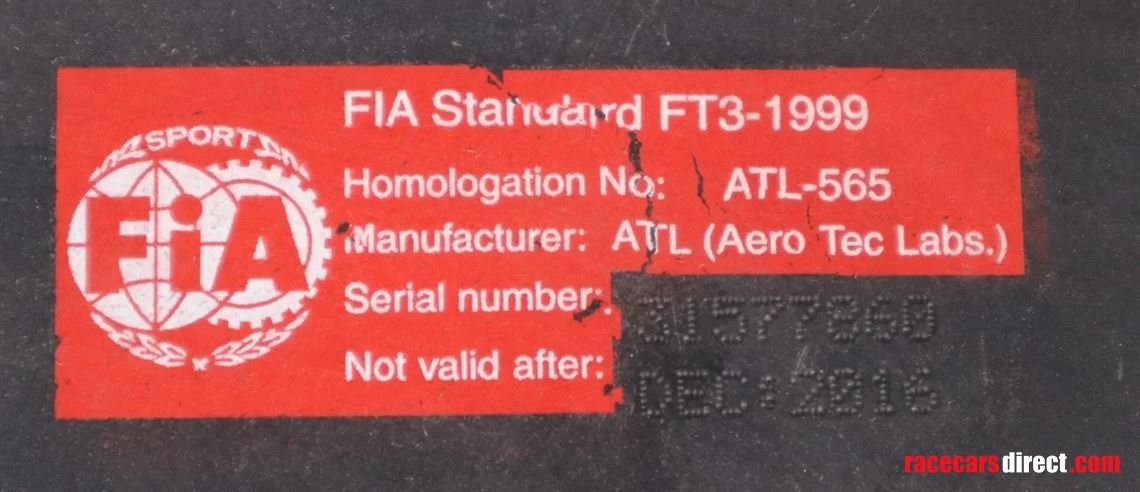 SPORT
FiA
FIA Standard FT3-1999
Homologation No: ATL-565
Manufacturer: ATL (Aero Tec Labs.)
Serial number: 31577860
Not valid after: DEC:2016
racecarsdirect.com